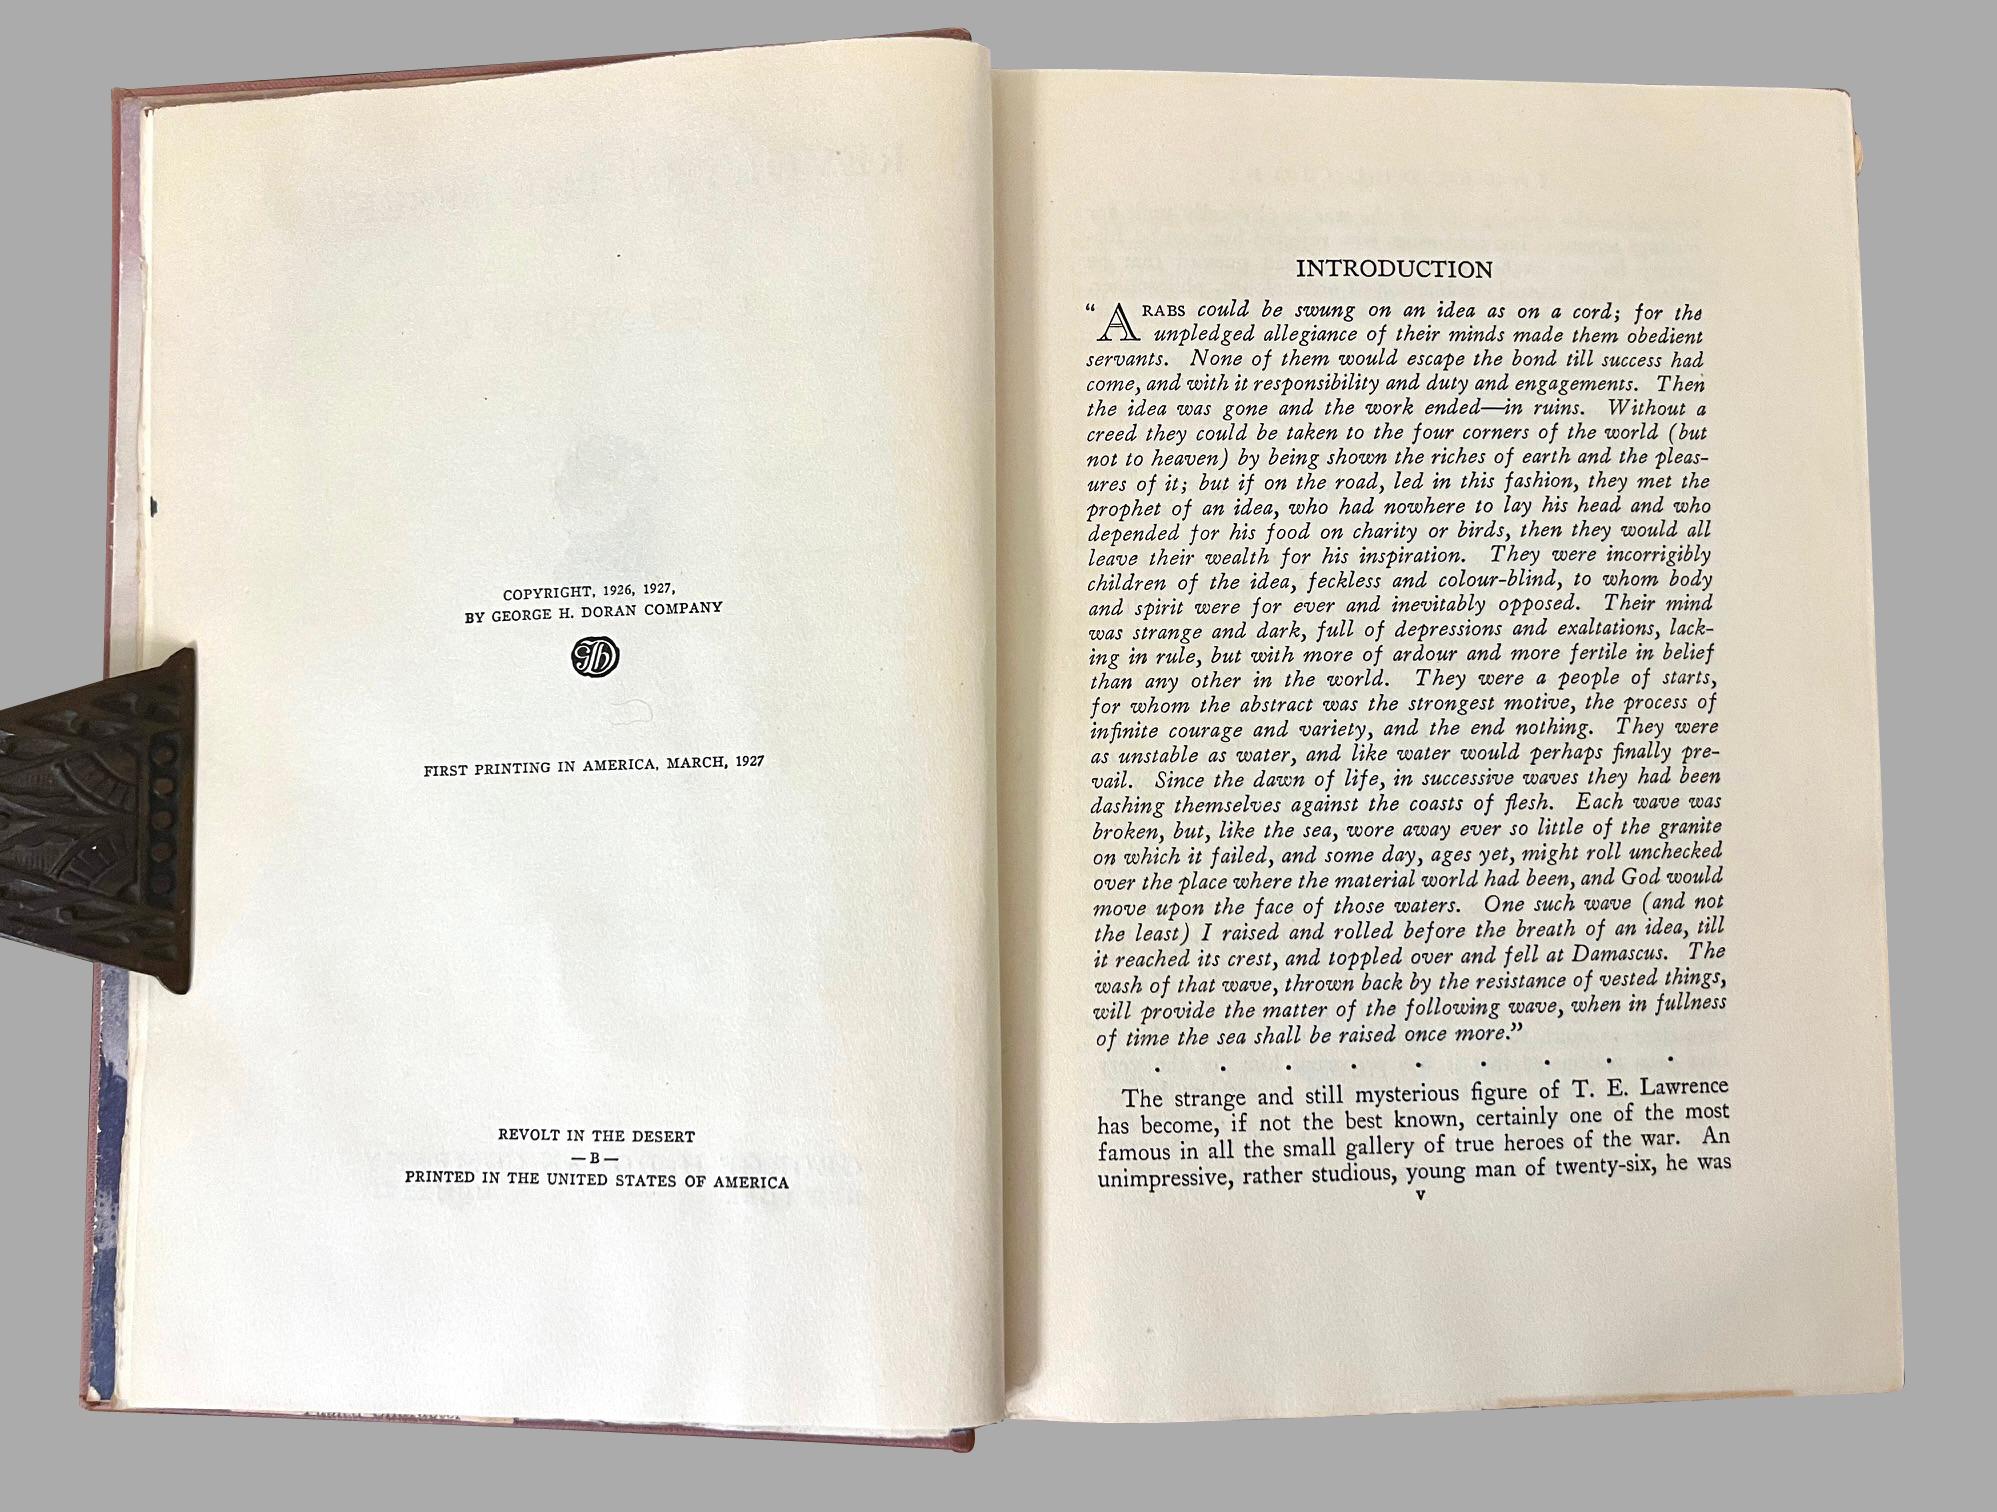 COPYRIGHT, 1926, 1927,
BY GEORGE H. DORAN COMPANY
FIRST PRINTING IN AMERICA, MARCH, 1927
REVOLT IN THE DESERT
—B—
PRINTED IN THE UNITED STATES OF AMERICA
INTRODUCTION
“ARABS could be swung on an idea as on a cord; for the
unpledged allegiance of their minds made them obedient
servants. None of them would escape the bond till success had
come, and with it responsibility and duty and engagements. Then
the idea was gone and the work ended—in ruins. Without a
creed they could be taken to the four corners of the world (but
not to heaven) by being shown the riches of earth and the pleas-
ures of it; but if on the road, led in this fashion, they met the
prophet of an idea, who had nowhere to lay his head and who
depended for his food on charity or birds, then they would all
leave their wealth for his inspiration. They were incorrigibly
children of the idea, feckless and colour-blind, to whom body
and spirit were for ever and inevitably opposed. Their mind
was strange and dark, full of depressions and exaltations, lack-
ing in rule, but with more of ardour and more fertile in belief
than any other in the world. They were a people of starts,
for whom the abstract was the strongest motive, the process of
infinite courage and variety, and the end nothing. They were
as unstable as water, and like water would perhaps finally pre-
vail. Since the dawn of life, in successive waves they had been
dashing themselves against the coasts of flesh. Each wave was
broken, but, like the sea, wore away ever so little of the granite
on which it failed, and some day, ages yet, might roll unchecked
over the place where the material world had been, and God would
move upon the face of those waters. One such wave (and not
the least) I raised and rolled before the breath of an idea, till
it reached its crest, and toppled over and fell at Damascus. The
wash of that wave, thrown back by the resistance of vested things,
will provide the matter of the following wave, when in fullness
of time the sea shall be raised once more.”
. . . . . . . . .
The strange and still mysterious figure of T. E. Lawrence
has become, if not the best known, certainly one of the most
famous in all the small gallery of true heroes of the war. An
unimpressive, rather studious, young man of twenty-six, he was
v